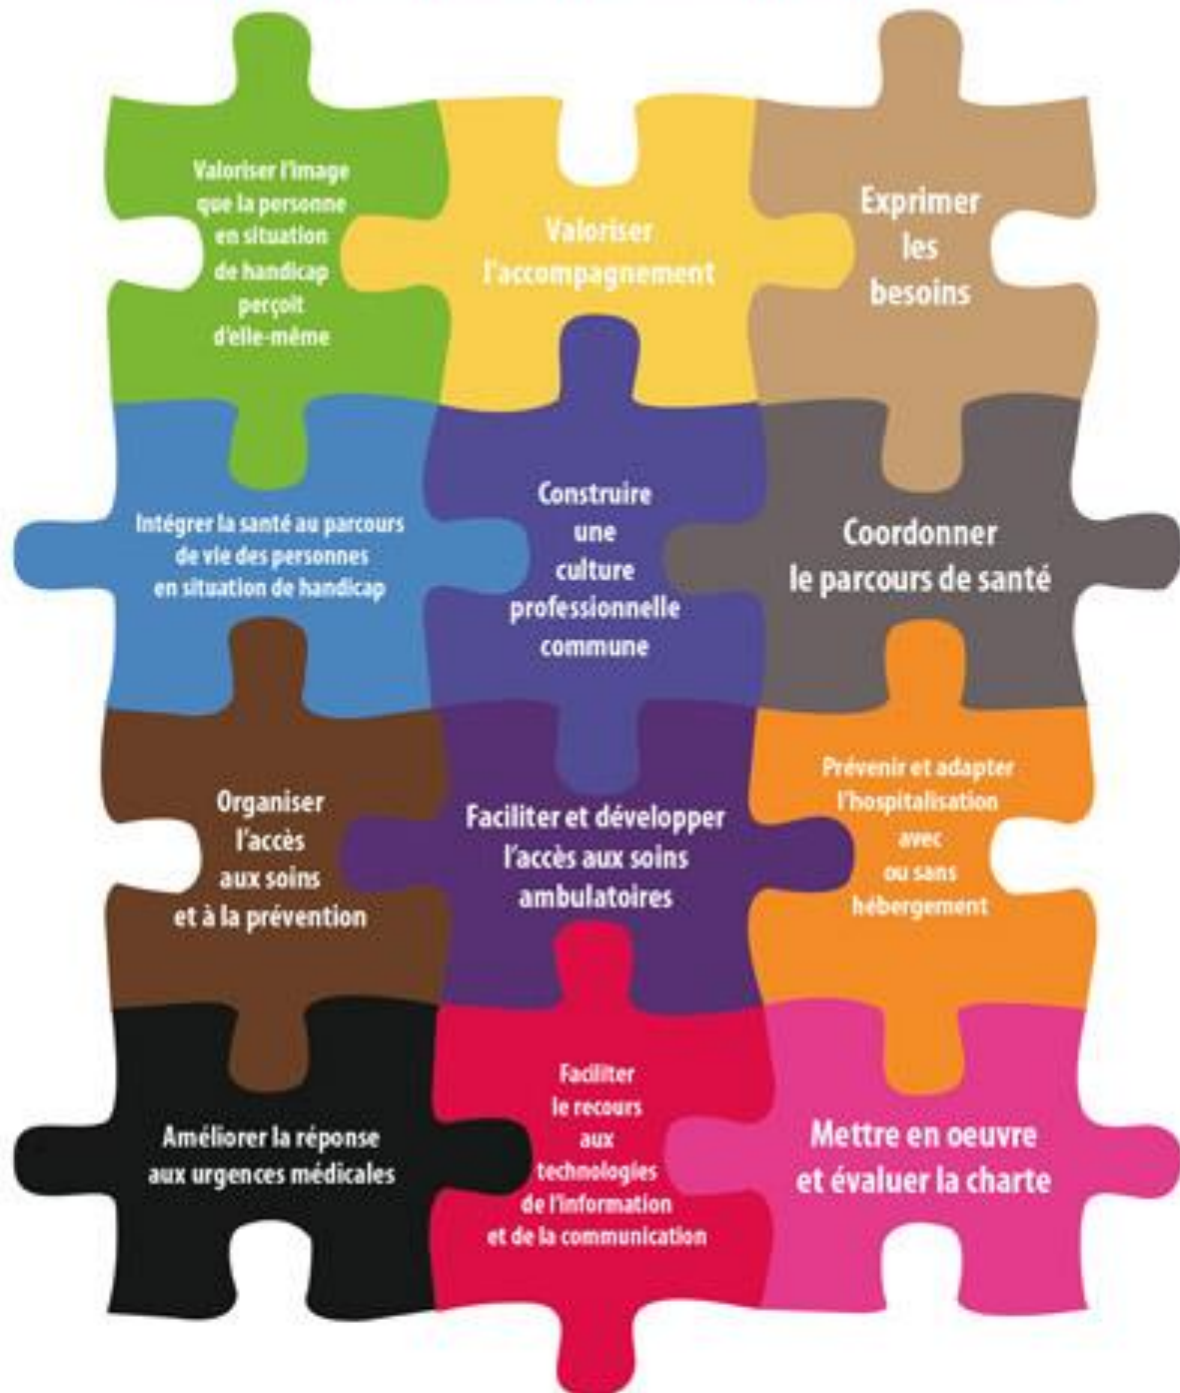 Valoriser l'image
que la personne
en situation
de handicap
perçoit
d'elle-même
Valoriser
l'accompagnement
Exprimer
les
besoins
Intégrer la santé au parcours
de vie des personnes
en situation de handicap
Construire
une
culture
professionnelle
commune
Coordonner
le parcours de santé
Organiser
l'accès
aux soins
et à la prévention
Faciliter et développer
l'accès aux soins
ambulatoires
Prévenir et adapter
l'hospitalisation
avec
ou sans
hébergement
Améliorer la réponse
aux urgences médicales
Faciliter
le recours
aux
technologies
de l'information
et de la communication
Mettre en oeuvre
et évaluer la charte